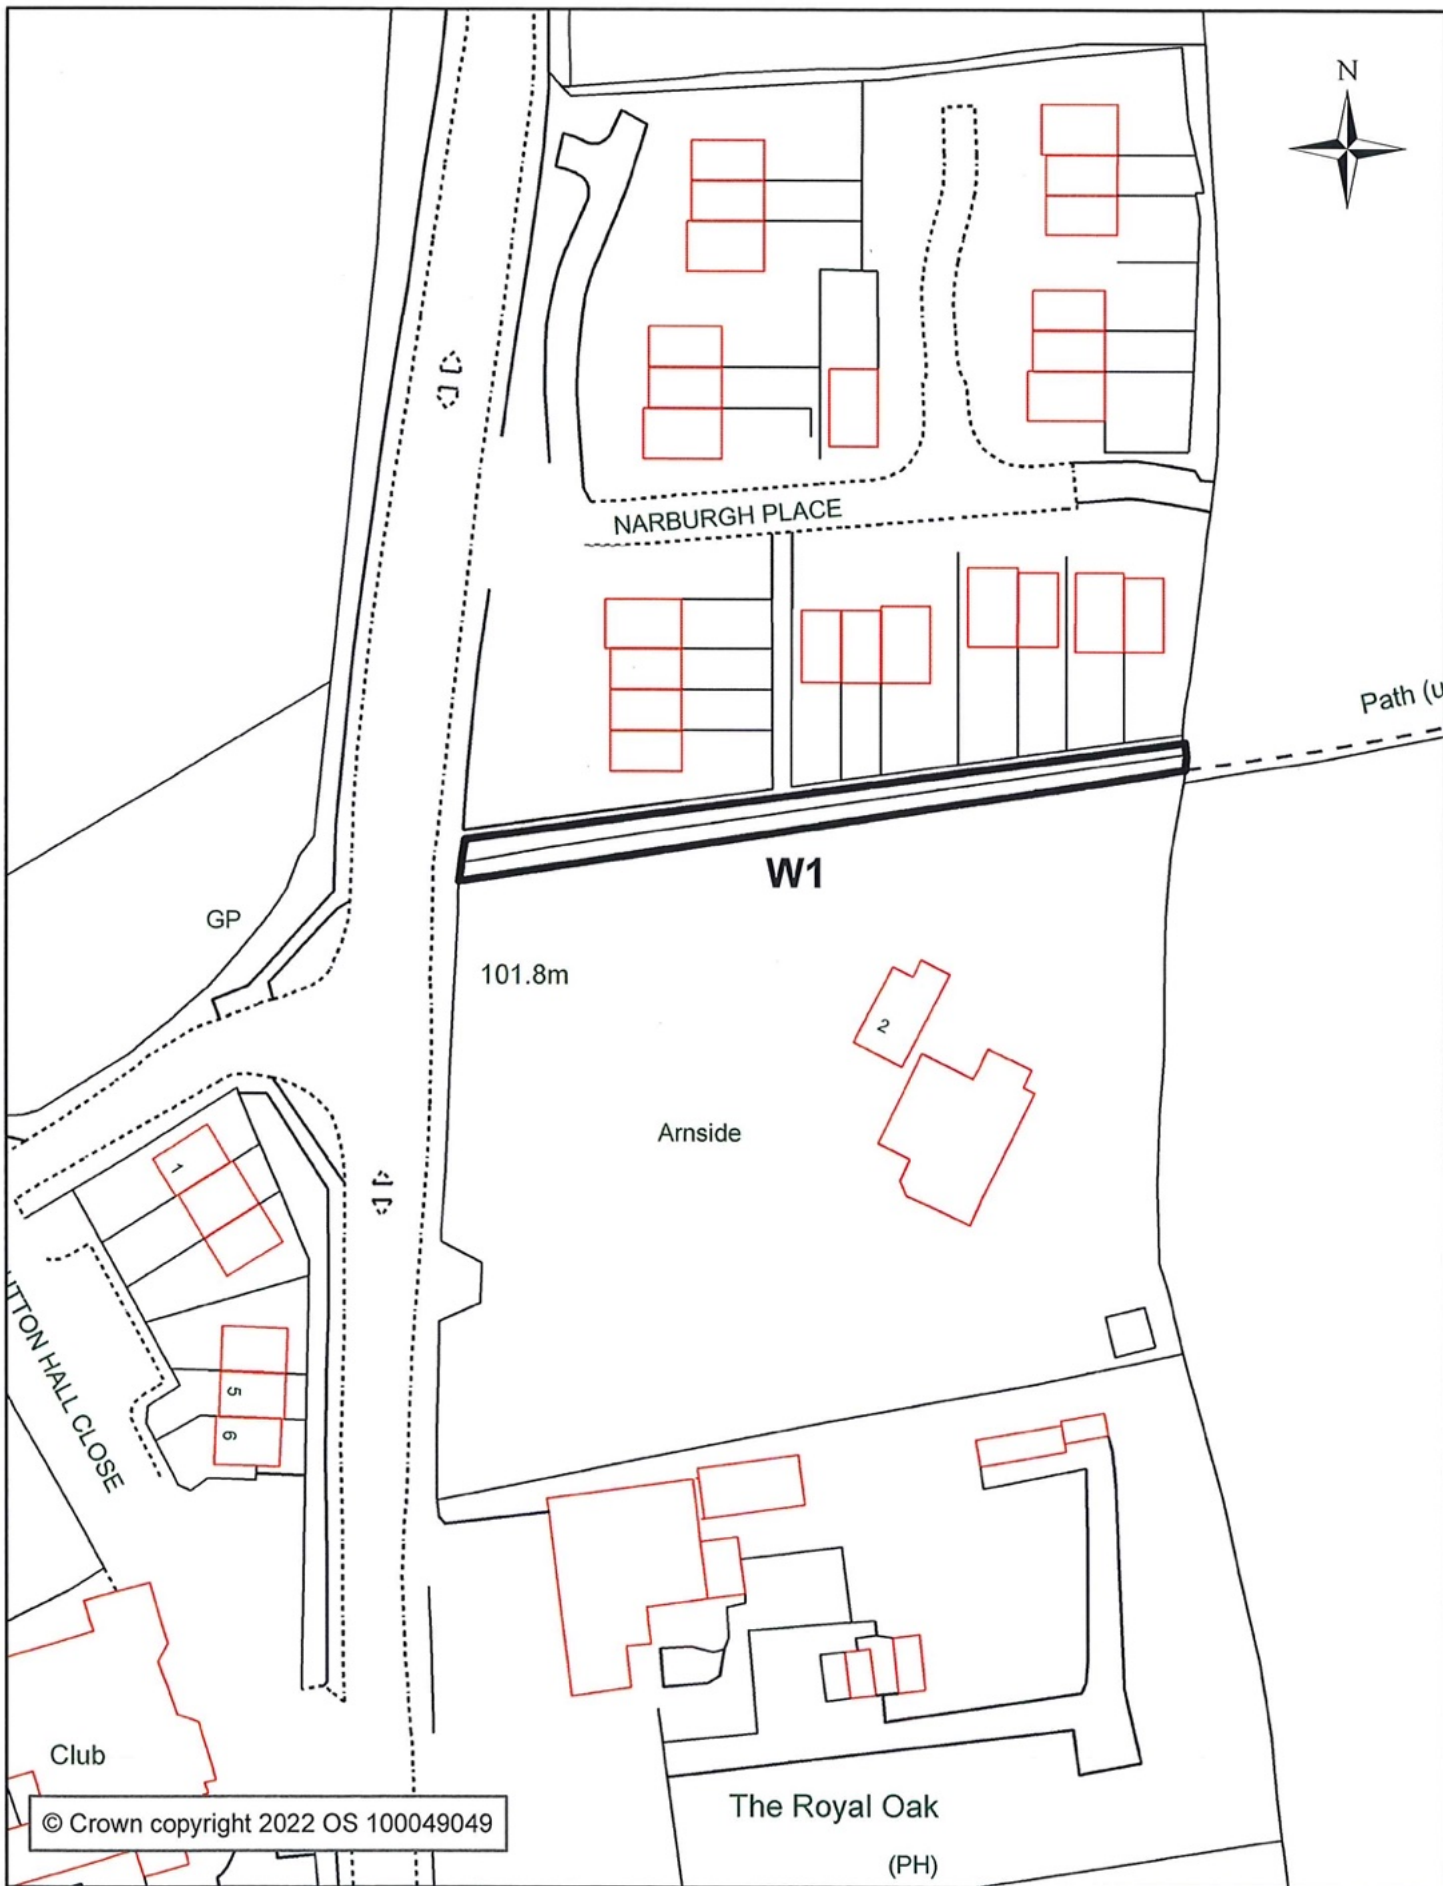 N
NARBURGH PLACE
Path (u
W1
GP
101.8m
2
Arnside
1
UTTON HALL CLOSE
5
6
Club
© Crown copyright 2022 OS 100049049
The Royal Oak
(PH)